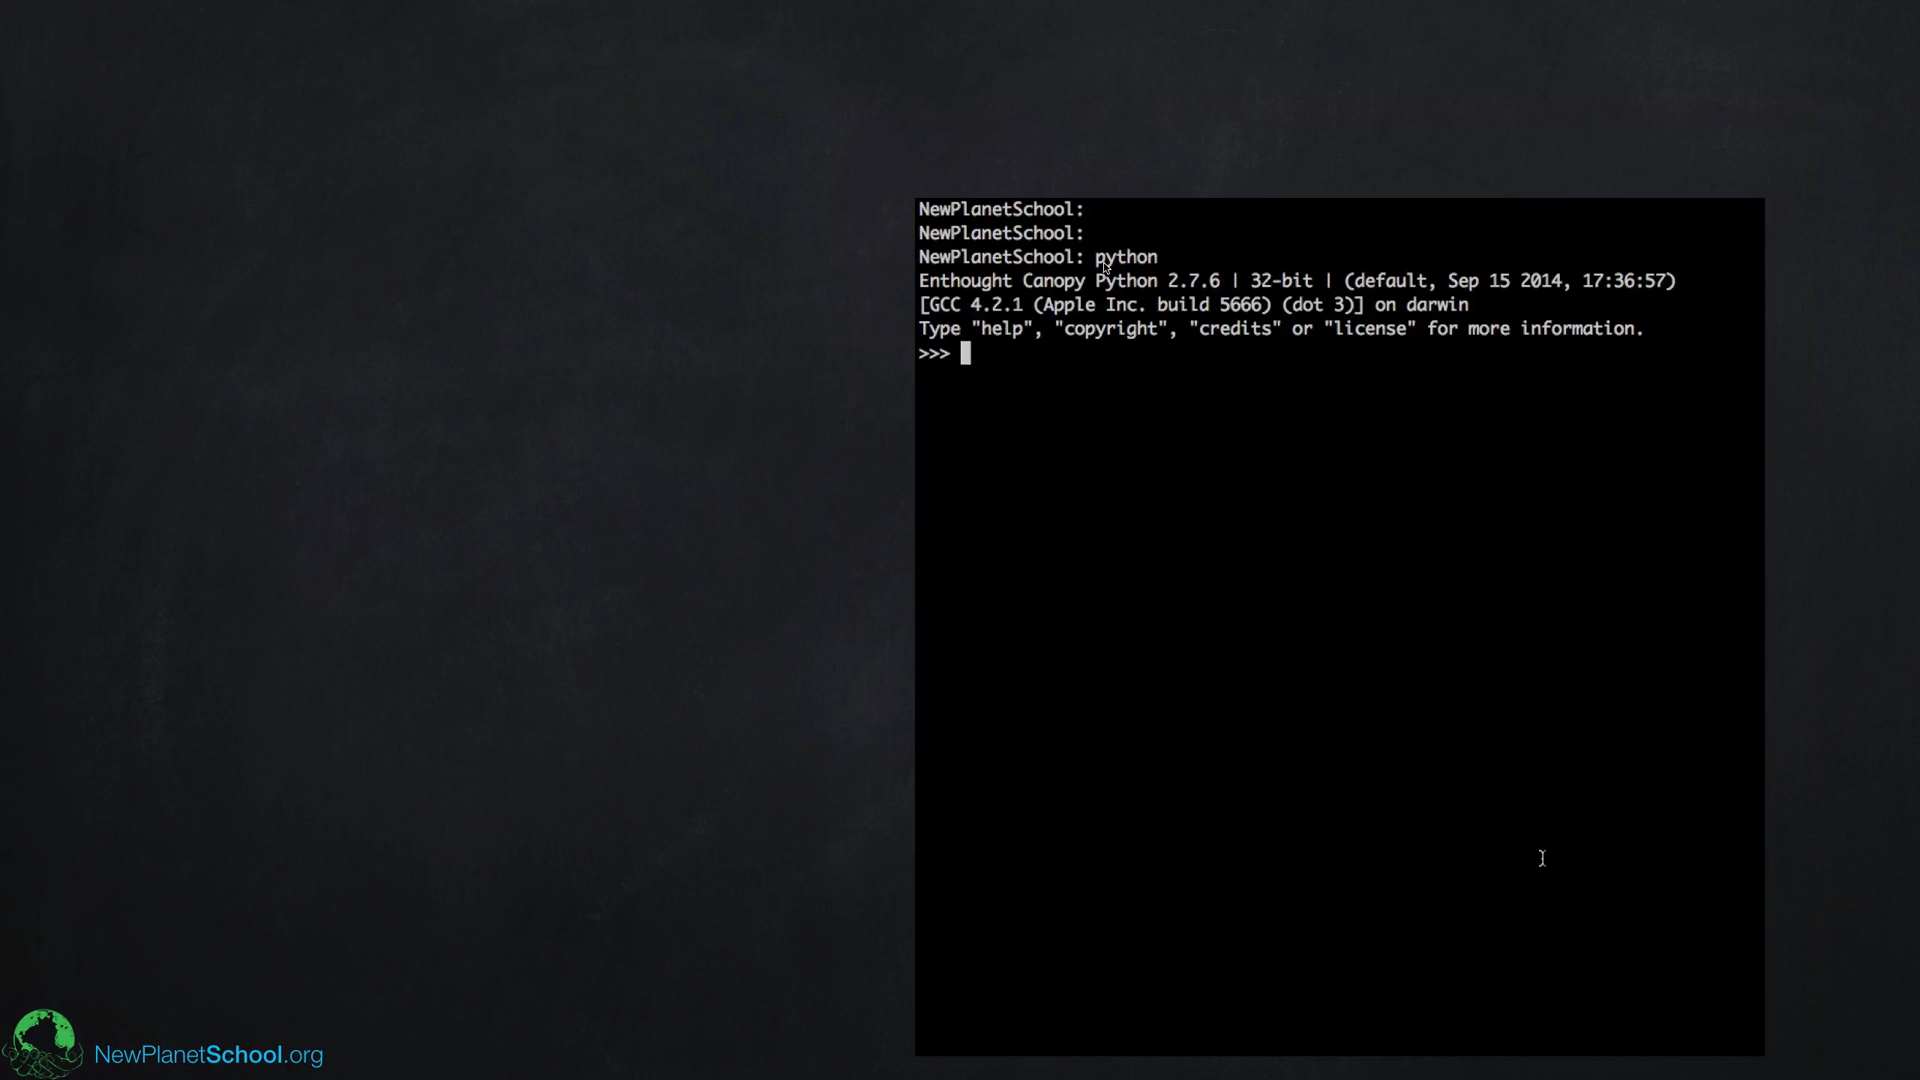 NewPlanetSchool:
NewPlanetSchool:
NewPlanetSchool: python
Enthought Canopy Python 2.7.6 | 32-bit | (default, Sep 15 2014, 17:36:57)
[GCC 4.2.1 (Apple Inc. build 5666) (dot 3)] on darwin
Type "help", "copyright", "credits" or "license" for more information.
>>>
NewPlanetSchool.org